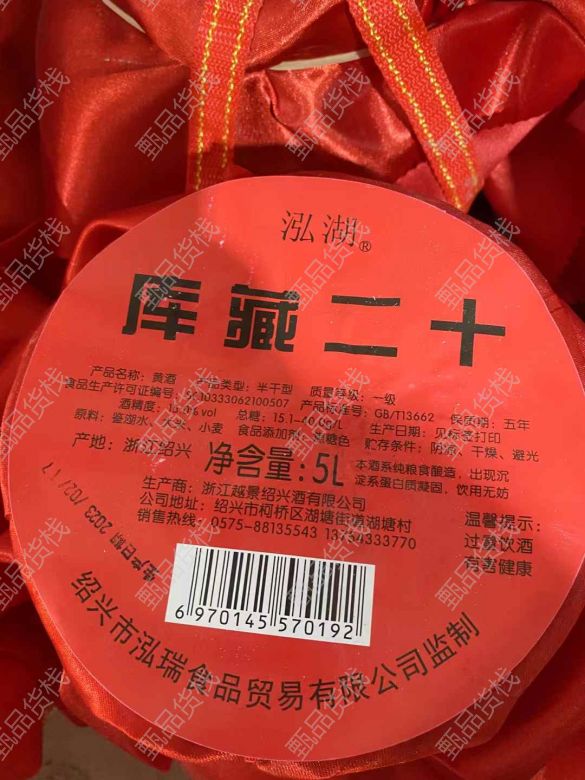 泓湖®
库藏二十
产品名称：黄酒 产品类型：半干型 质量等级：一级
食品生产许可证编号：SC10333062100507 产品标准号：GB/T13662 保质期：五年
酒精度： vol 总糖：15.1-40.0g/L 生产日期：见标签打印
原料：鉴湖水、糯米、小麦 食品添加剂：焦糖色 贮存条件：阴凉、干燥、避光
产地：浙江绍兴 净含量：5L 本酒系纯粮食酿造，出现沉
淀系蛋白质凝固，饮用无妨
生产商：浙江越景绍兴酒有限公司
公司地址：绍兴市柯桥区湖塘街道湖塘村
销售热线：0575-88135543 13754333770
温馨提示：
过量饮酒
有害健康
生产日期 2023/02/17
6 970145 570192
绍兴市泓瑞食品贸易有限公司监制
甄品货栈